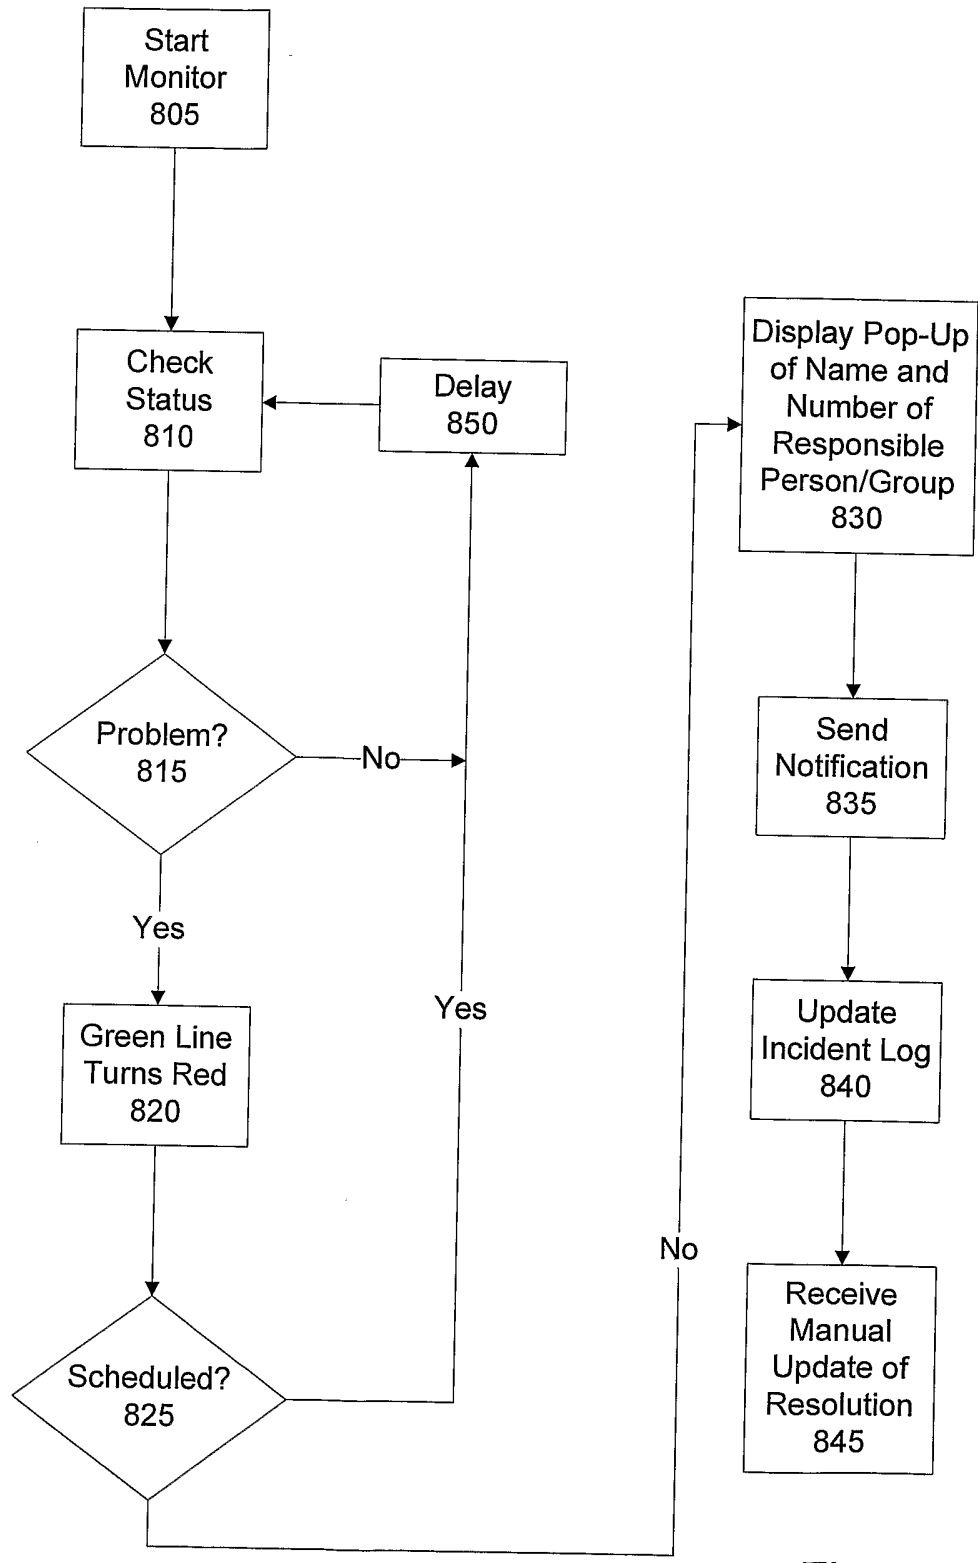 Start
Monitor
805
Check
Status
810
Delay
850
Problem?
815
No
Yes
Green Line
Turns Red
820
Yes
Scheduled?
825
No
Display Pop-Up
of Name and
Number of
Responsible
Person/Group
830
Send
Notification
835
Update
Incident Log
840
Receive
Manual
Update of
Resolution
845